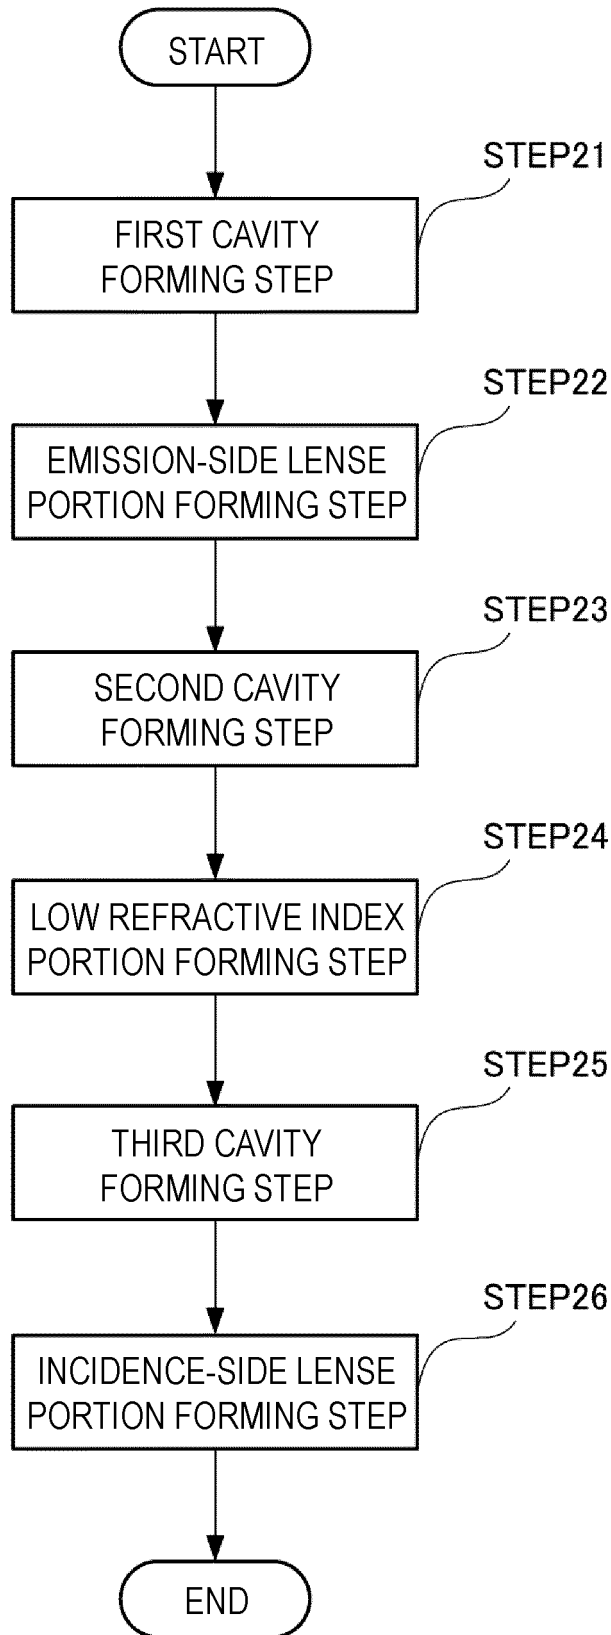 START
STEP21
FIRST CAVITY
FORMING STEP
STEP22
EMISSION-SIDE LENSE
PORTION FORMING STEP
STEP23
SECOND CAVITY
FORMING STEP
STEP24
LOW REFRACTIVE INDEX
PORTION FORMING STEP
STEP25
THIRD CAVITY
FORMING STEP
STEP26
INCIDENCE-SIDE LENSE
PORTION FORMING STEP
END